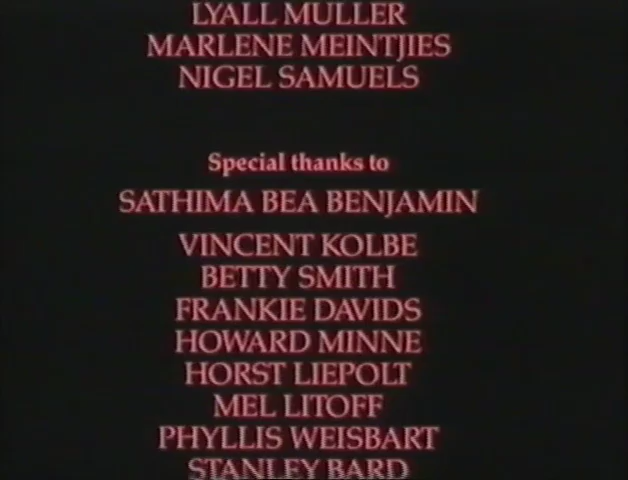 LYALL MULLER
MARLENE MEINTJIES
NIGEL SAMUELS
Special thanks to
SATHIMA BEA BENJAMIN
VINCENT KOLBE
BETTY SMITH
FRANKIE DAVIDS
HOWARD MINNE
HORST LIEPOLT
MEL LITOFF
PHYLLIS WEISBART
STANLEY BARD